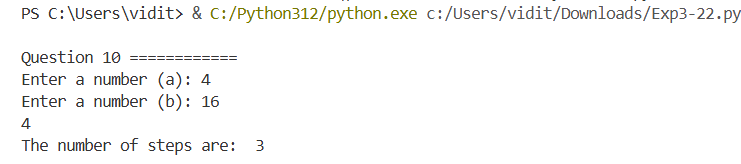 PS C:\Users\vidit> & C:/Python312/python.exe c:/Users/vidit/Downloads/Exp3-22.py
Question 10 ============
Enter a number (a): 4
Enter a number (b): 16
4
The number of steps are:  3